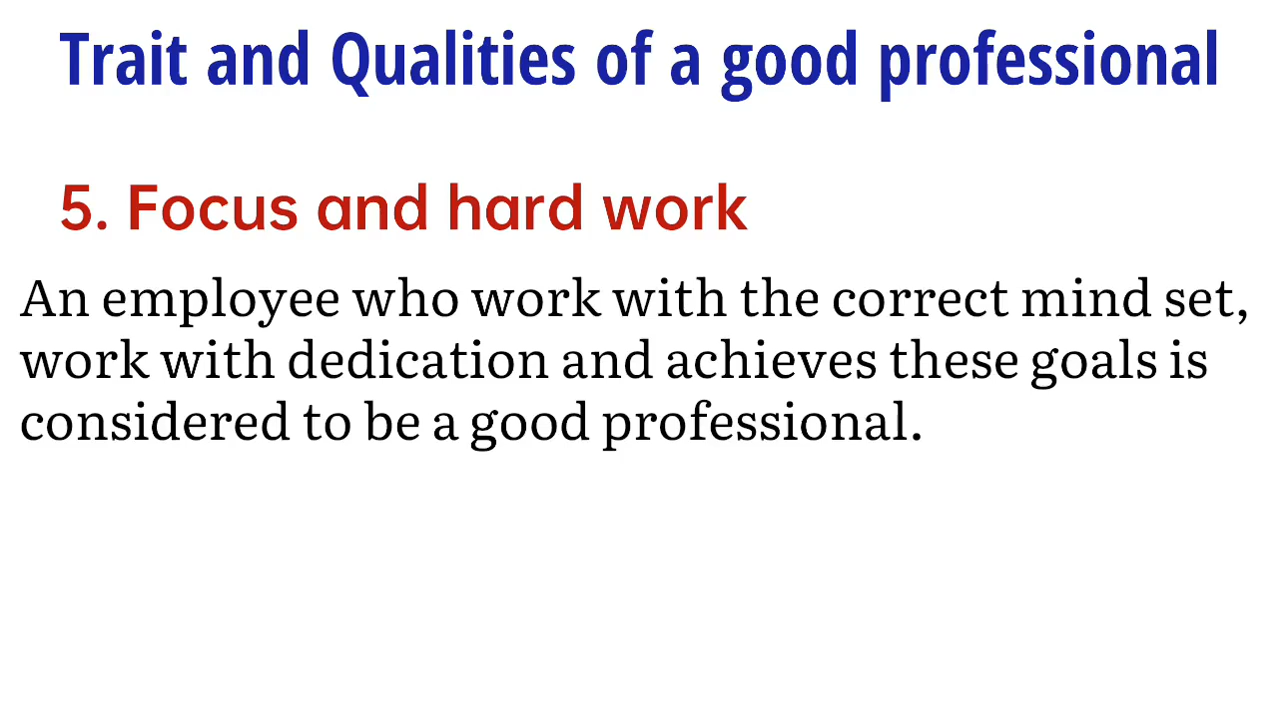 Trait and Qualities of a good professional
5. Focus and hard work
An employee who work with the correct mind set,
work with dedication and achieves these goals is
considered to be a good professional.